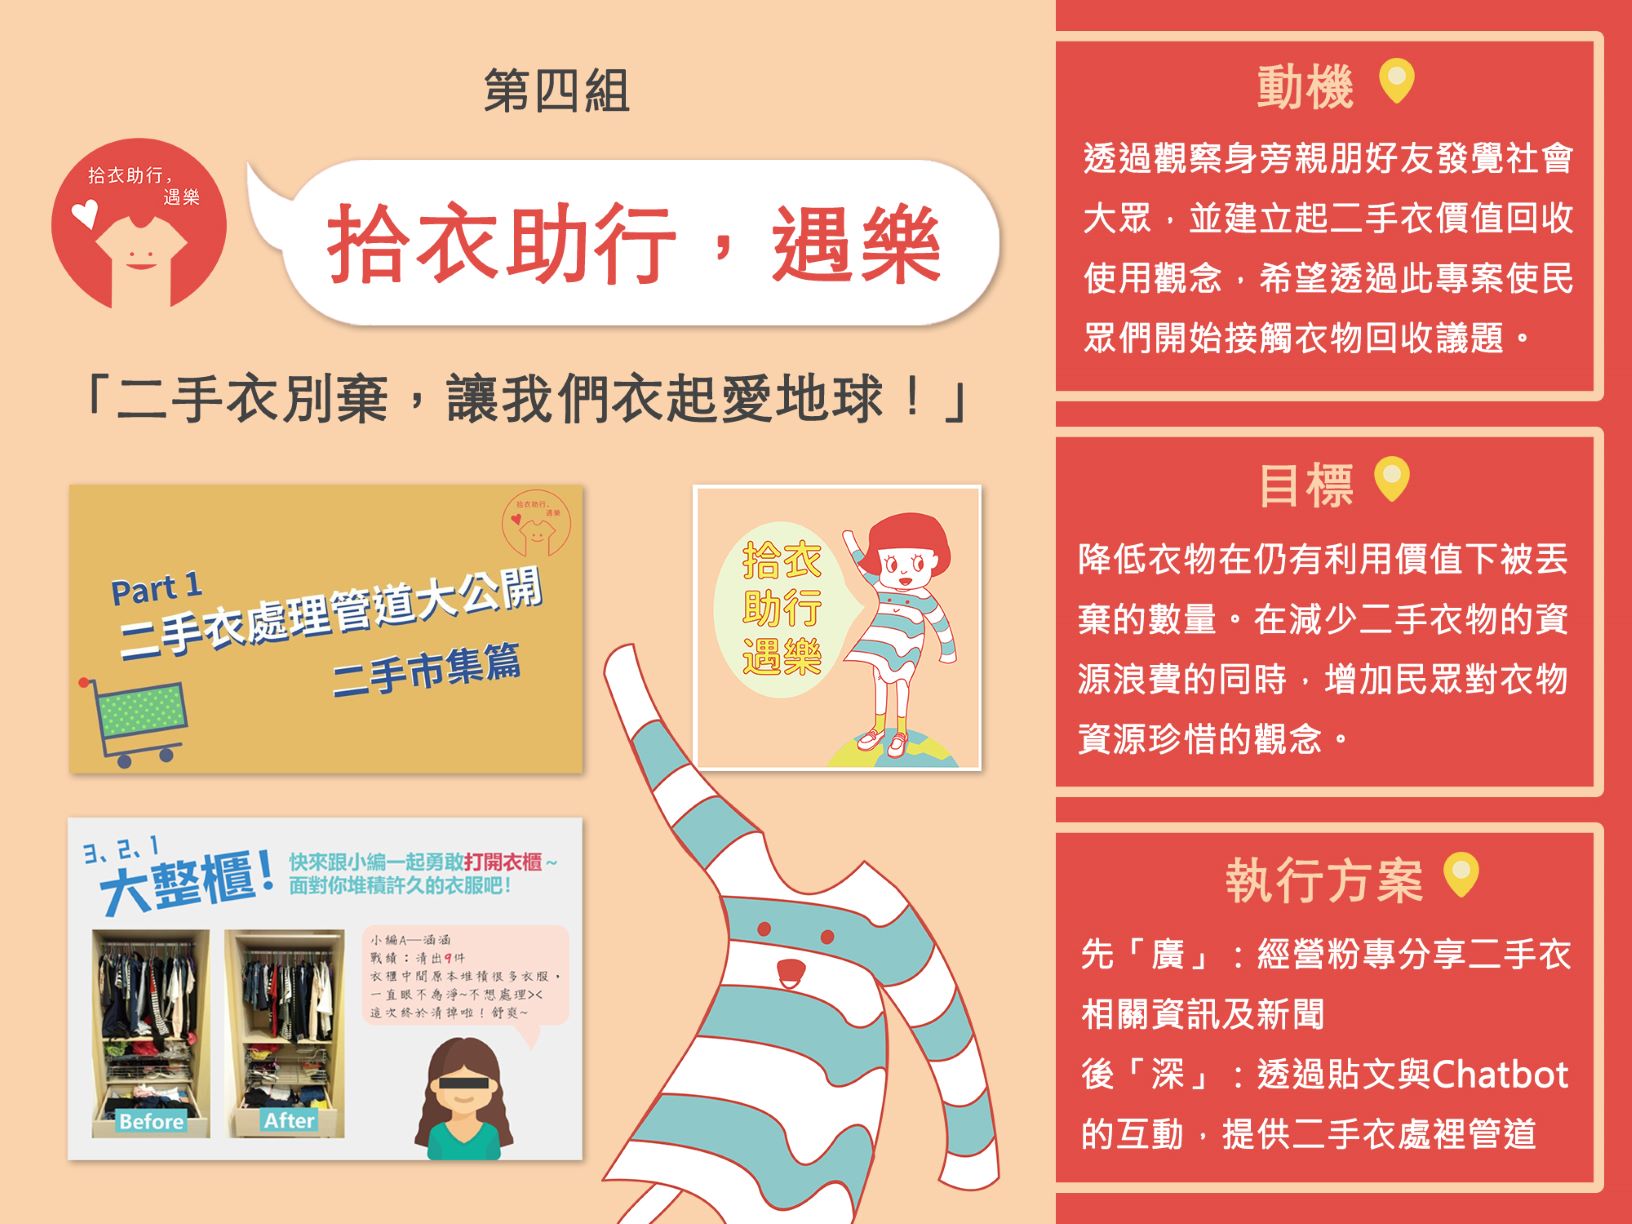 第四組
拾衣助行,
遇樂
拾衣助行,遇樂
「二手衣別棄,讓我們衣起愛地球!」
拾衣助行,
遇樂
Part 1
二手衣處理管道大公開
二手市集篇
拾衣
助行
遇樂
3、2、1
大整櫃!
快來跟小編一起勇敢打開衣櫃~
面對你堆積許久的衣服吧!
小編A—涵涵
戰績：清出9件
衣櫃中間原本堆積很多衣服,
一直眼不為淨~不想處理><
這次終於清掉啦!舒爽~
Before
After
動機
透過觀察身旁親朋好友發覺社會
大眾,並建立起二手衣價值回收
使用觀念,希望透過此專案使民
眾們開始接觸衣物回收議題。
目標
降低衣物在仍有利用價值下被丟
棄的數量。在減少二手衣物的資
源浪費的同時,增加民眾對衣物
資源珍惜的觀念。
執行方案
先「廣」：經營粉專分享二手衣
相關資訊及新聞
後「深」：透過貼文與Chatbot
的互動,提供二手衣處裡管道